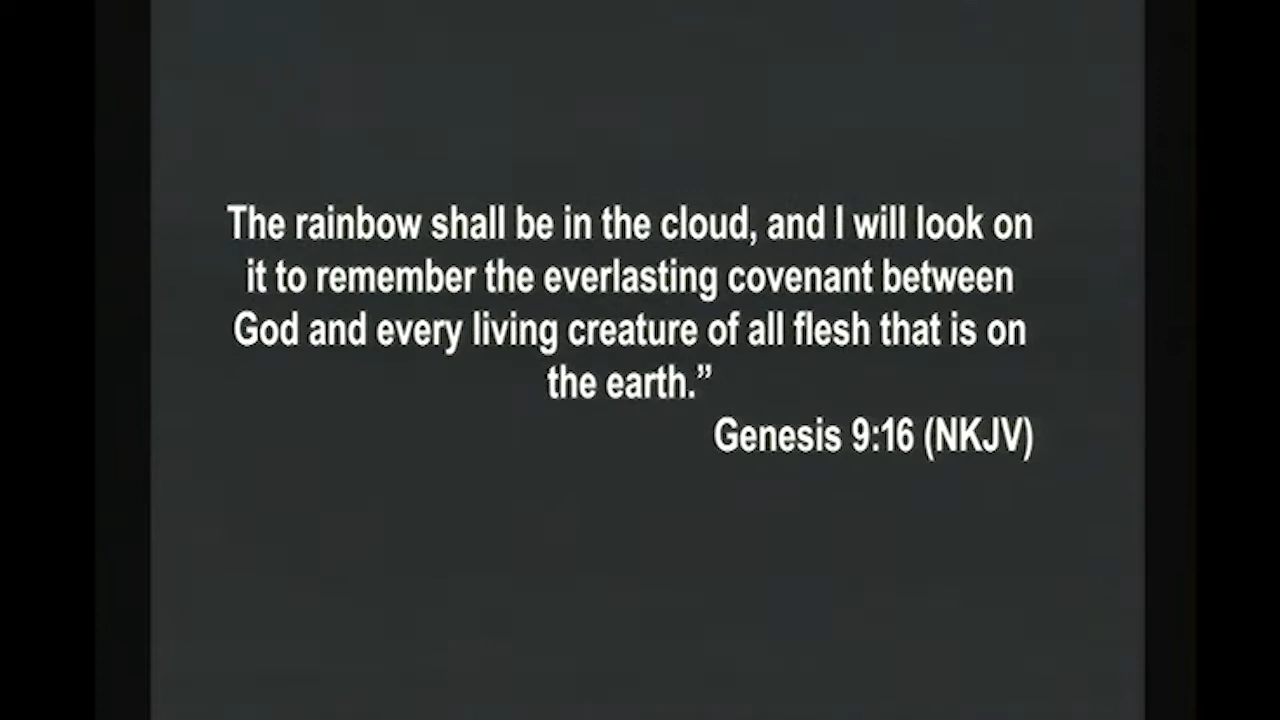 The rainbow shall be in the cloud, and I will look on
it to remember the everlasting covenant between
God and every living creature of all flesh that is on
the earth.”
Genesis 9:16 (NKJV)